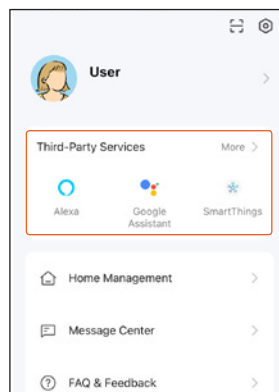 User
Third-Party Services More
Alexa Google Assistant SmartThings
Home Management
Message Center
FAQ & Feedback